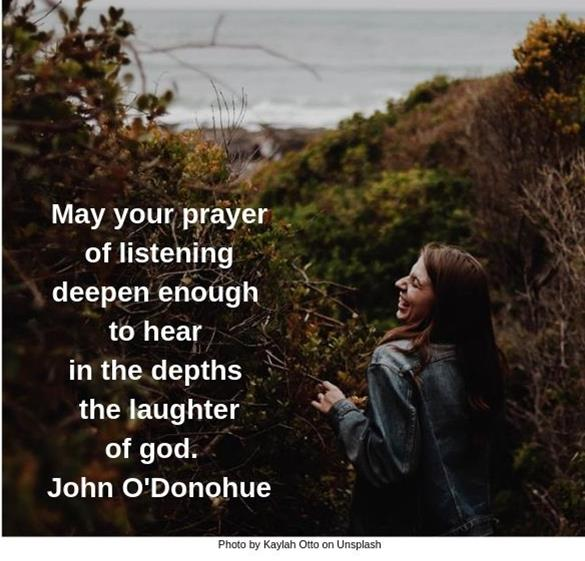 May your prayer
of listening
deepen enough
to hear
in the depths
the laughter
of god.
John O'Donohue
Photo by Kaylah Otto on Unsplash